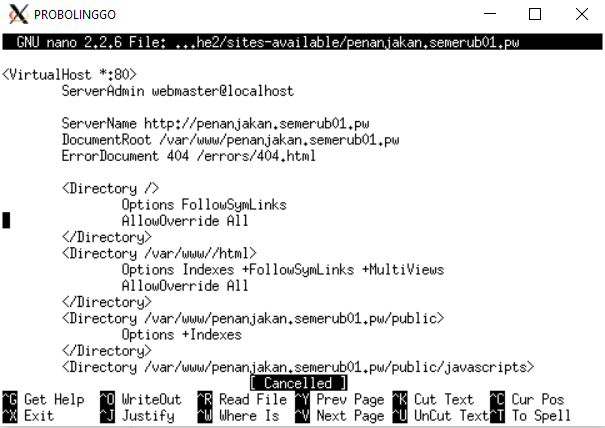 PROBOLINGGO
GNU nano 2.2.6 File: ...he2/sites-available/penanjakan.semerub01.pw
<VirtualHost *:80>
ServerAdmin webmaster@localhost
ServerName http://penanjakan.semerub01.pw
DocumentRoot /var/www/penanjakan.semerub01.pw
ErrorDocument 404 /errors/404.html
<Directory />
Options FollowSymLinks
AllowOverride All
</Directory>
<Directory /var/www//html>
Options Indexes +FollowSymLinks +MultiViews
AllowOverride All
</Directory>
<Directory /var/www/penanjakan.semerub01.pw/public>
Options +Indexes
</Directory>
<Directory /var/www/penanjakan.semerub01.pw/public/javascripts>
[ Cancelled ]
^G Get Help ^O WriteOut ^R Read File ^Y Prev Page ^K Cut Text ^C Cur Pos
^X Exit ^J Justify ^W Where Is ^V Next Page ^U UnCut Text^T To Spell